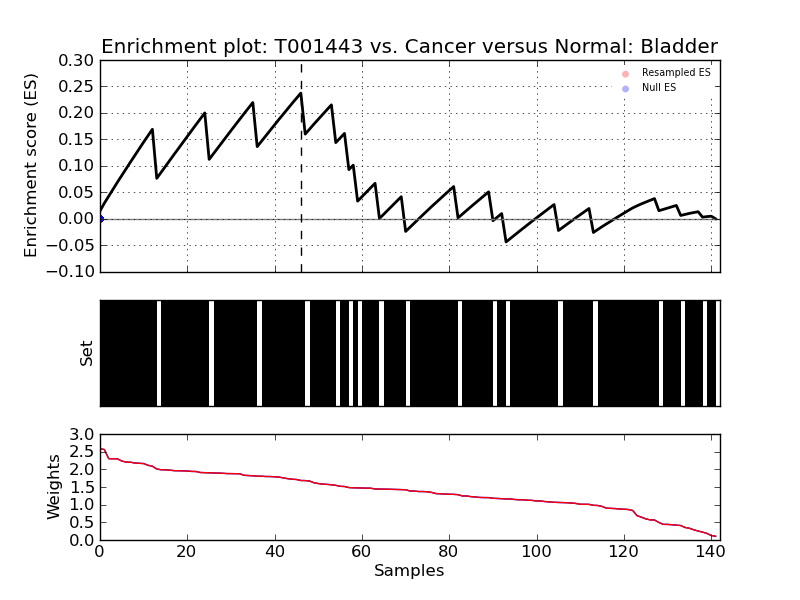 Enrichment plot: T001443 vs. Cancer versus Normal: Bladder
Enrichment score (ES)
0.30
0.25
0.20
0.15
0.10
0.05
0.00
−0.05
−0.10
Resampled ES
Null ES
Set
Weights
3.0
2.5
2.0
1.5
1.0
0.5
0.0
0 20 40 60 80 100 120 140
Samples